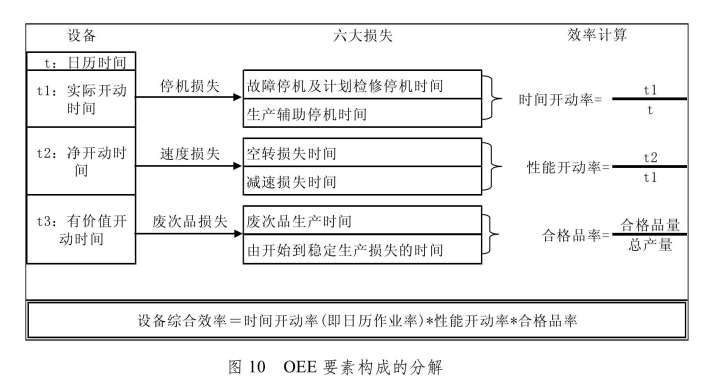 设备 六大损失 效率计算
t: 日历时间
t1: 实际开动
时间
停机损失
故障停机及计划检修停机时间
生产辅助停机时间
时间开动率= t1
t
t2: 净开动时
间
速度损失
空转损失时间
减速损失时间
性能开动率= t2
t1
t3: 有价值开
动时间
废次品损失
废次品生产时间
由开始到稳定生产损失的时间
合格品率= 合格品量
总产量
设备综合效率=时间开动率(即日历作业率)*性能开动率*合格品率
图 10 OEE 要素构成的分解